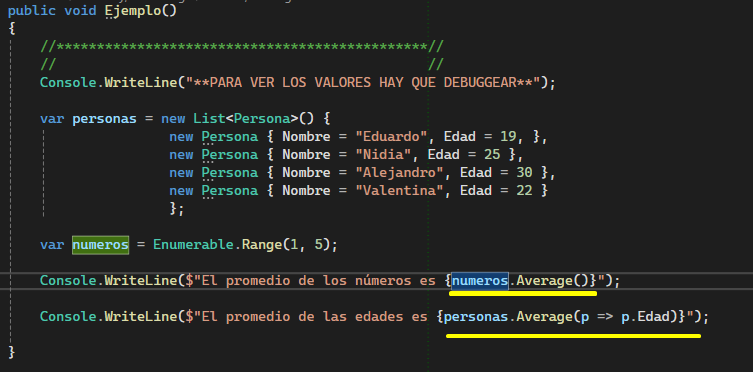 public void Ejemplo()
{
//**********************************************//
// //
Console.WriteLine("**PARA VER LOS VALORES HAY QUE DEBUGGEAR**");
var personas = new List<Persona>() {
new Persona { Nombre = "Eduardo", Edad = 19, },
new Persona { Nombre = "Nidia", Edad = 25 },
new Persona { Nombre = "Alejandro", Edad = 30 },
new Persona { Nombre = "Valentina", Edad = 22 }
};
var numeros = Enumerable.Range(1, 5);
Console.WriteLine($"El promedio de los números es {numeros.Average()}");
Console.WriteLine($"El promedio de las edades es {personas.Average(p => p.Edad)}");
}